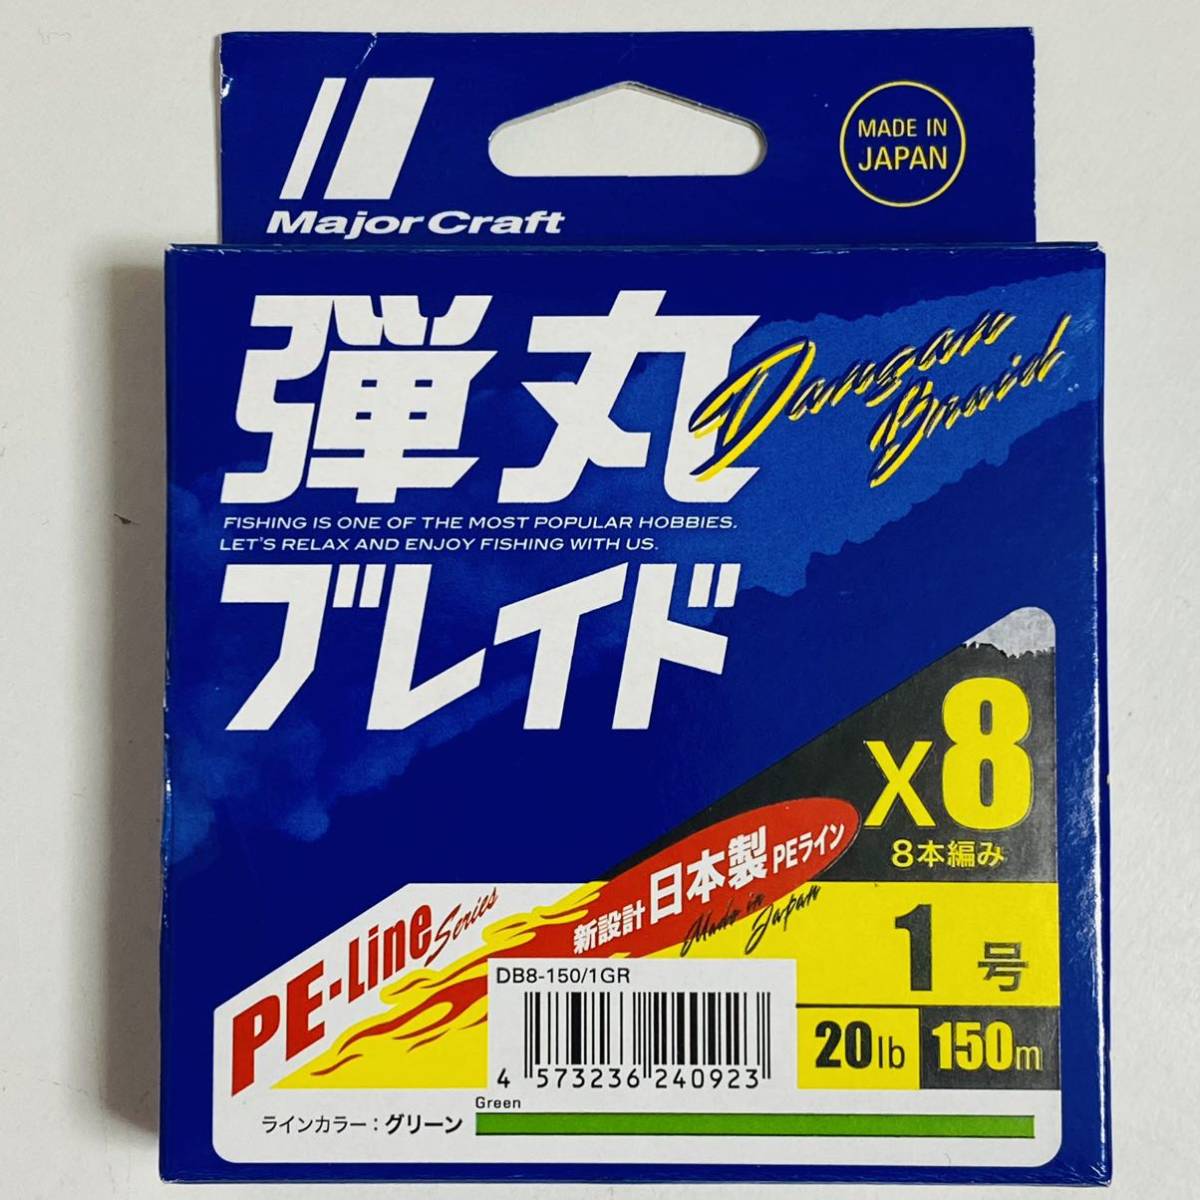 Major Craft
MADE IN
JAPAN
弾丸
Dangan
Braid
FISHING IS ONE OF THE MOST POPULAR HOBBIES.
LET'S RELAX AND ENJOY FISHING WITH US.
ブレイド
X8
8本編み
新設計 日本製 PEライン
Made in
Japan
PE-Line Series
1号
20lb
150m
DB8-150/1GR
4 573236 240923
ラインカラー：グリーン
Green